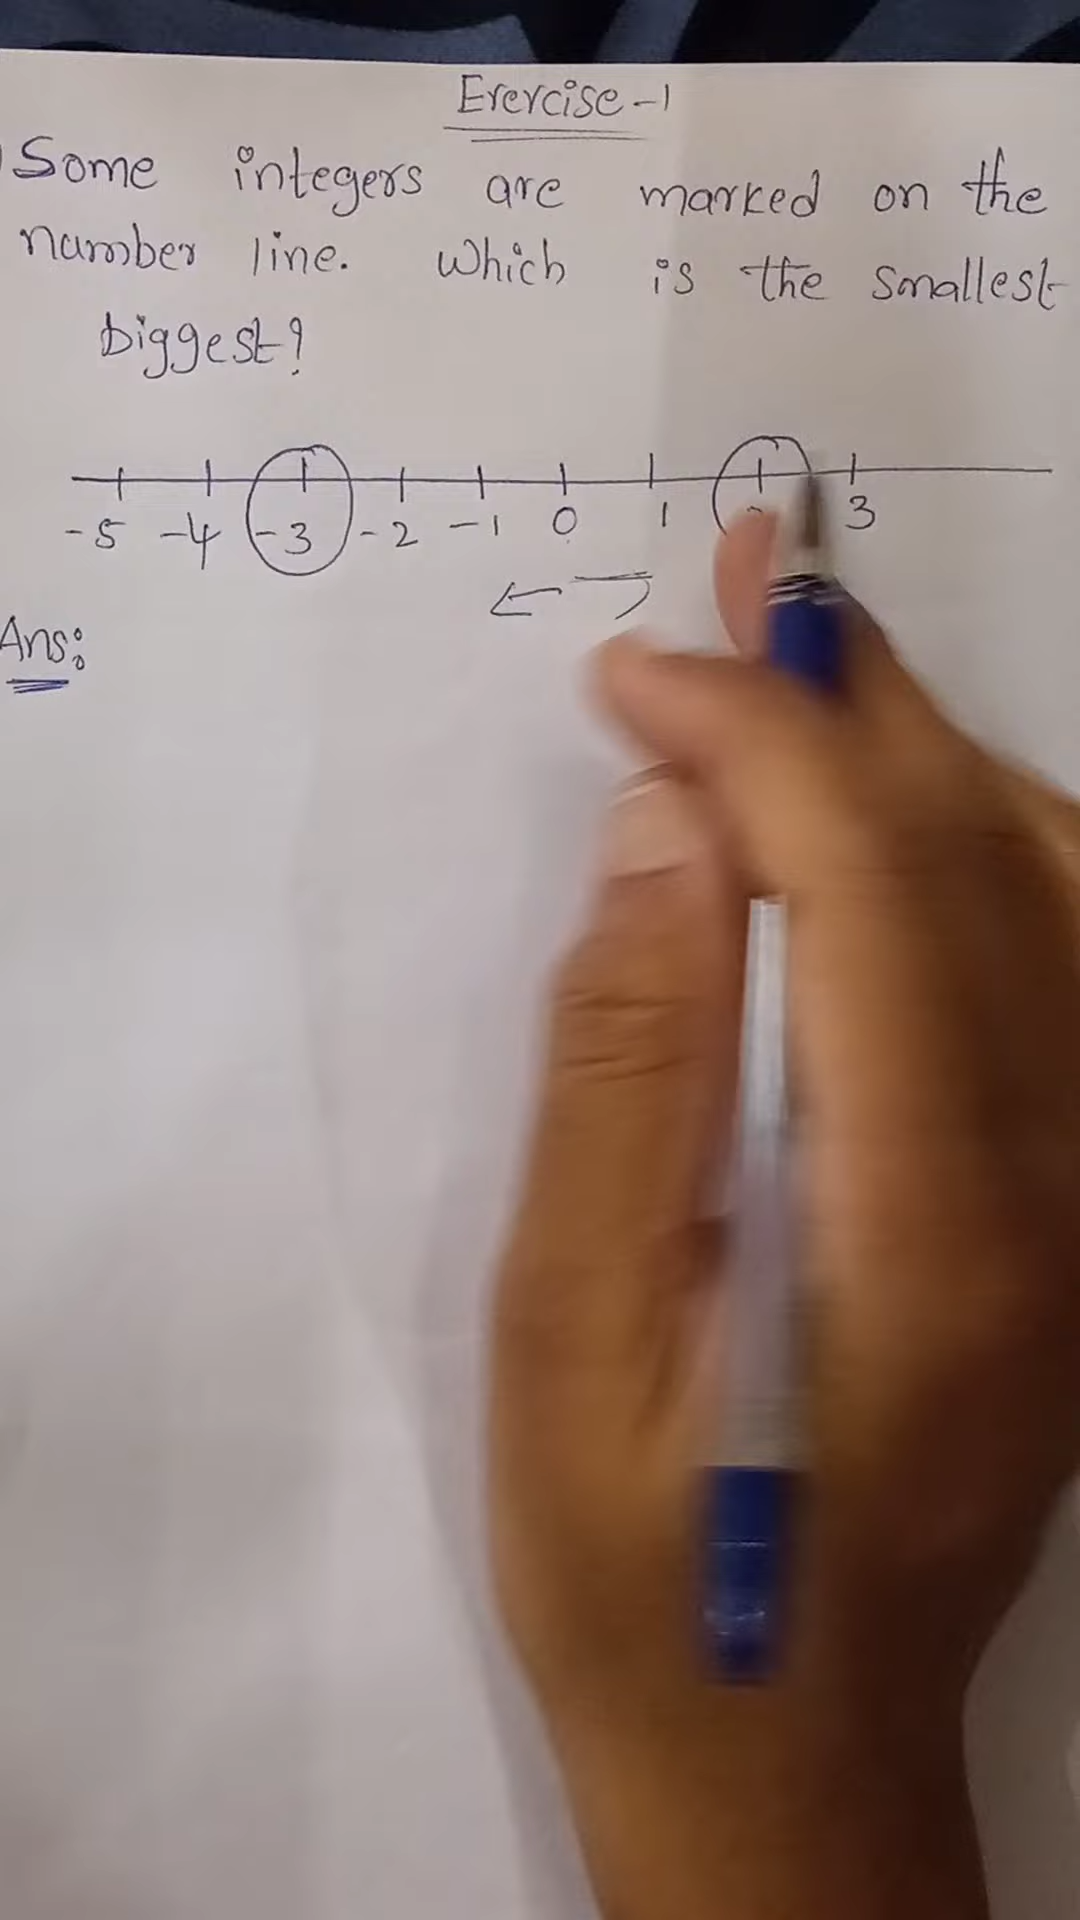 Exercise-1
Some integers are marked on the
number line. Which is the smallest
biggest?
-5 -4 -3 -2 -1 0 1 3
Ans: